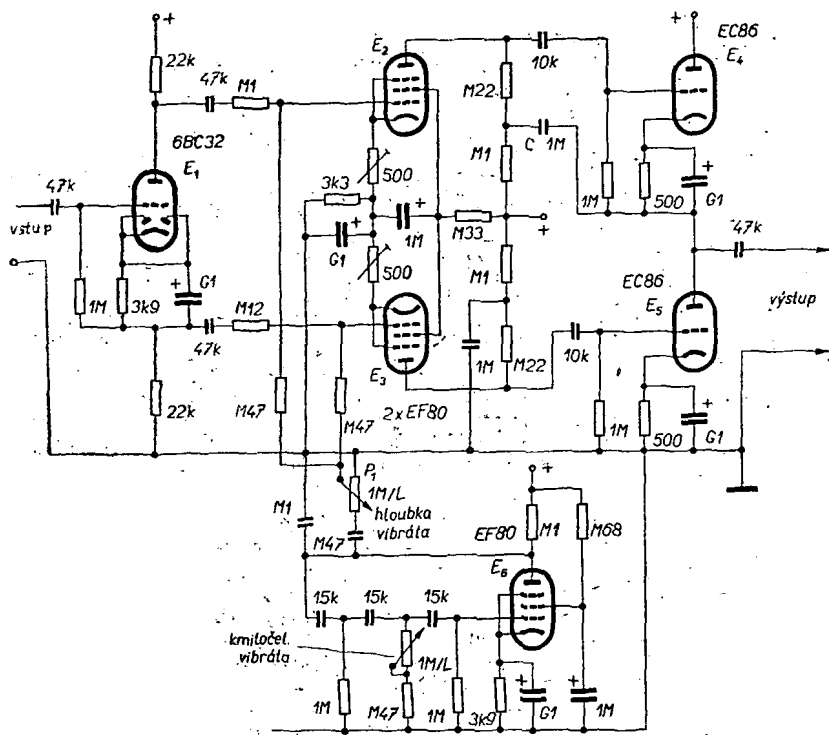 +
22k
47k
M1
6BC32
E1
47k
vstup
1M
3k9
G1
+
47k
M12
22k
M47
E2
500
3k3
G1
+
1M
+
500
M33
+
E3
2xEF80
M47
M22
C 1M
M1
M1
1M
M22
10k
10k
+
EC86
E4
1M
500
G1
+
47k
EC86
E5
výstup
1M
500
G1
+
M1
P1
1M/L
hloubka
vibráta
M47
EF80
E6
+
M1
M68
15k
15k
15k
kmitočet
vibráta
1M/L
1M
M47
1M
3k9
+
G1
+
1M